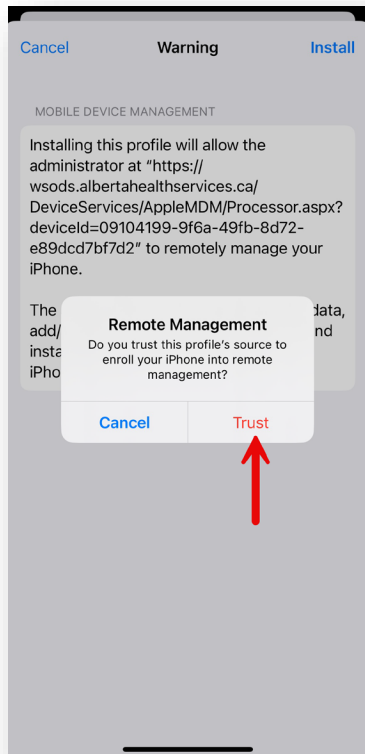 Cancel Warning Install
MOBILE DEVICE MANAGEMENT
Installing this profile will allow the
administrator at “https://
wsods.albertahealthservices.ca/
DeviceServices/AppleMDM/Processor.aspx?
deviceId=09104199-9f6a-49fb-8d72-
e89dcd7bf7d2” to remotely manage your
iPhone.
The data,
add/
insta
iPho
Remote Management
Do you trust this profile’s source to
enroll your iPhone into remote
management?
Cancel Trust